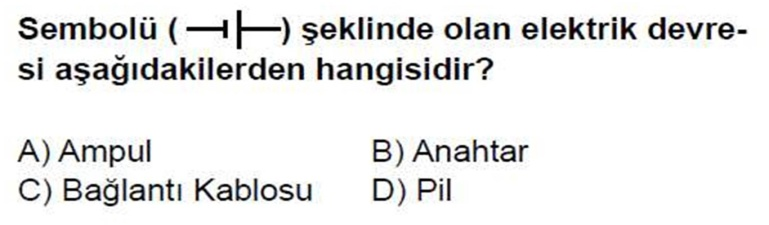 Sembolü ( ) şeklinde olan elektrik devre-
si aşağıdakilerden hangisidir?
A) Ampul B) Anahtar
C) Bağlantı Kablosu D) Pil